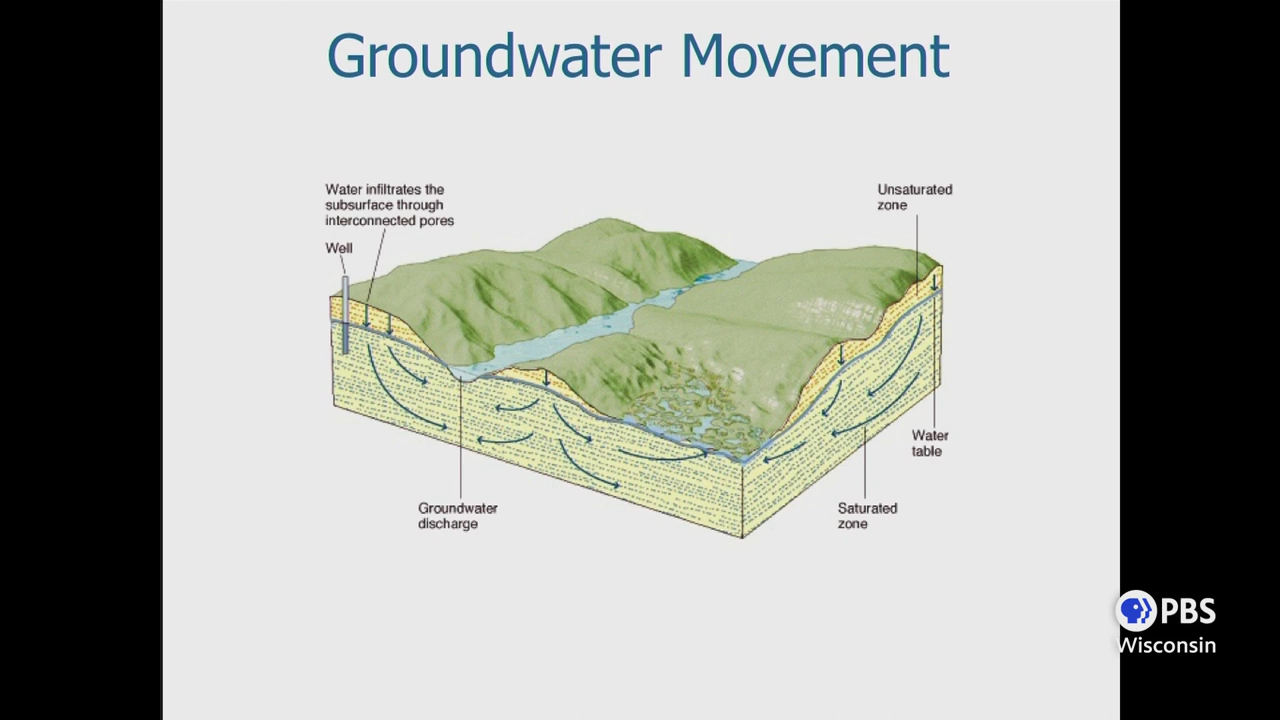 Groundwater Movement
Water infiltrates the
subsurface through
interconnected pores
Well
Unsaturated
zone
Water
table
Groundwater
discharge
Saturated
zone
PBS
Wisconsin